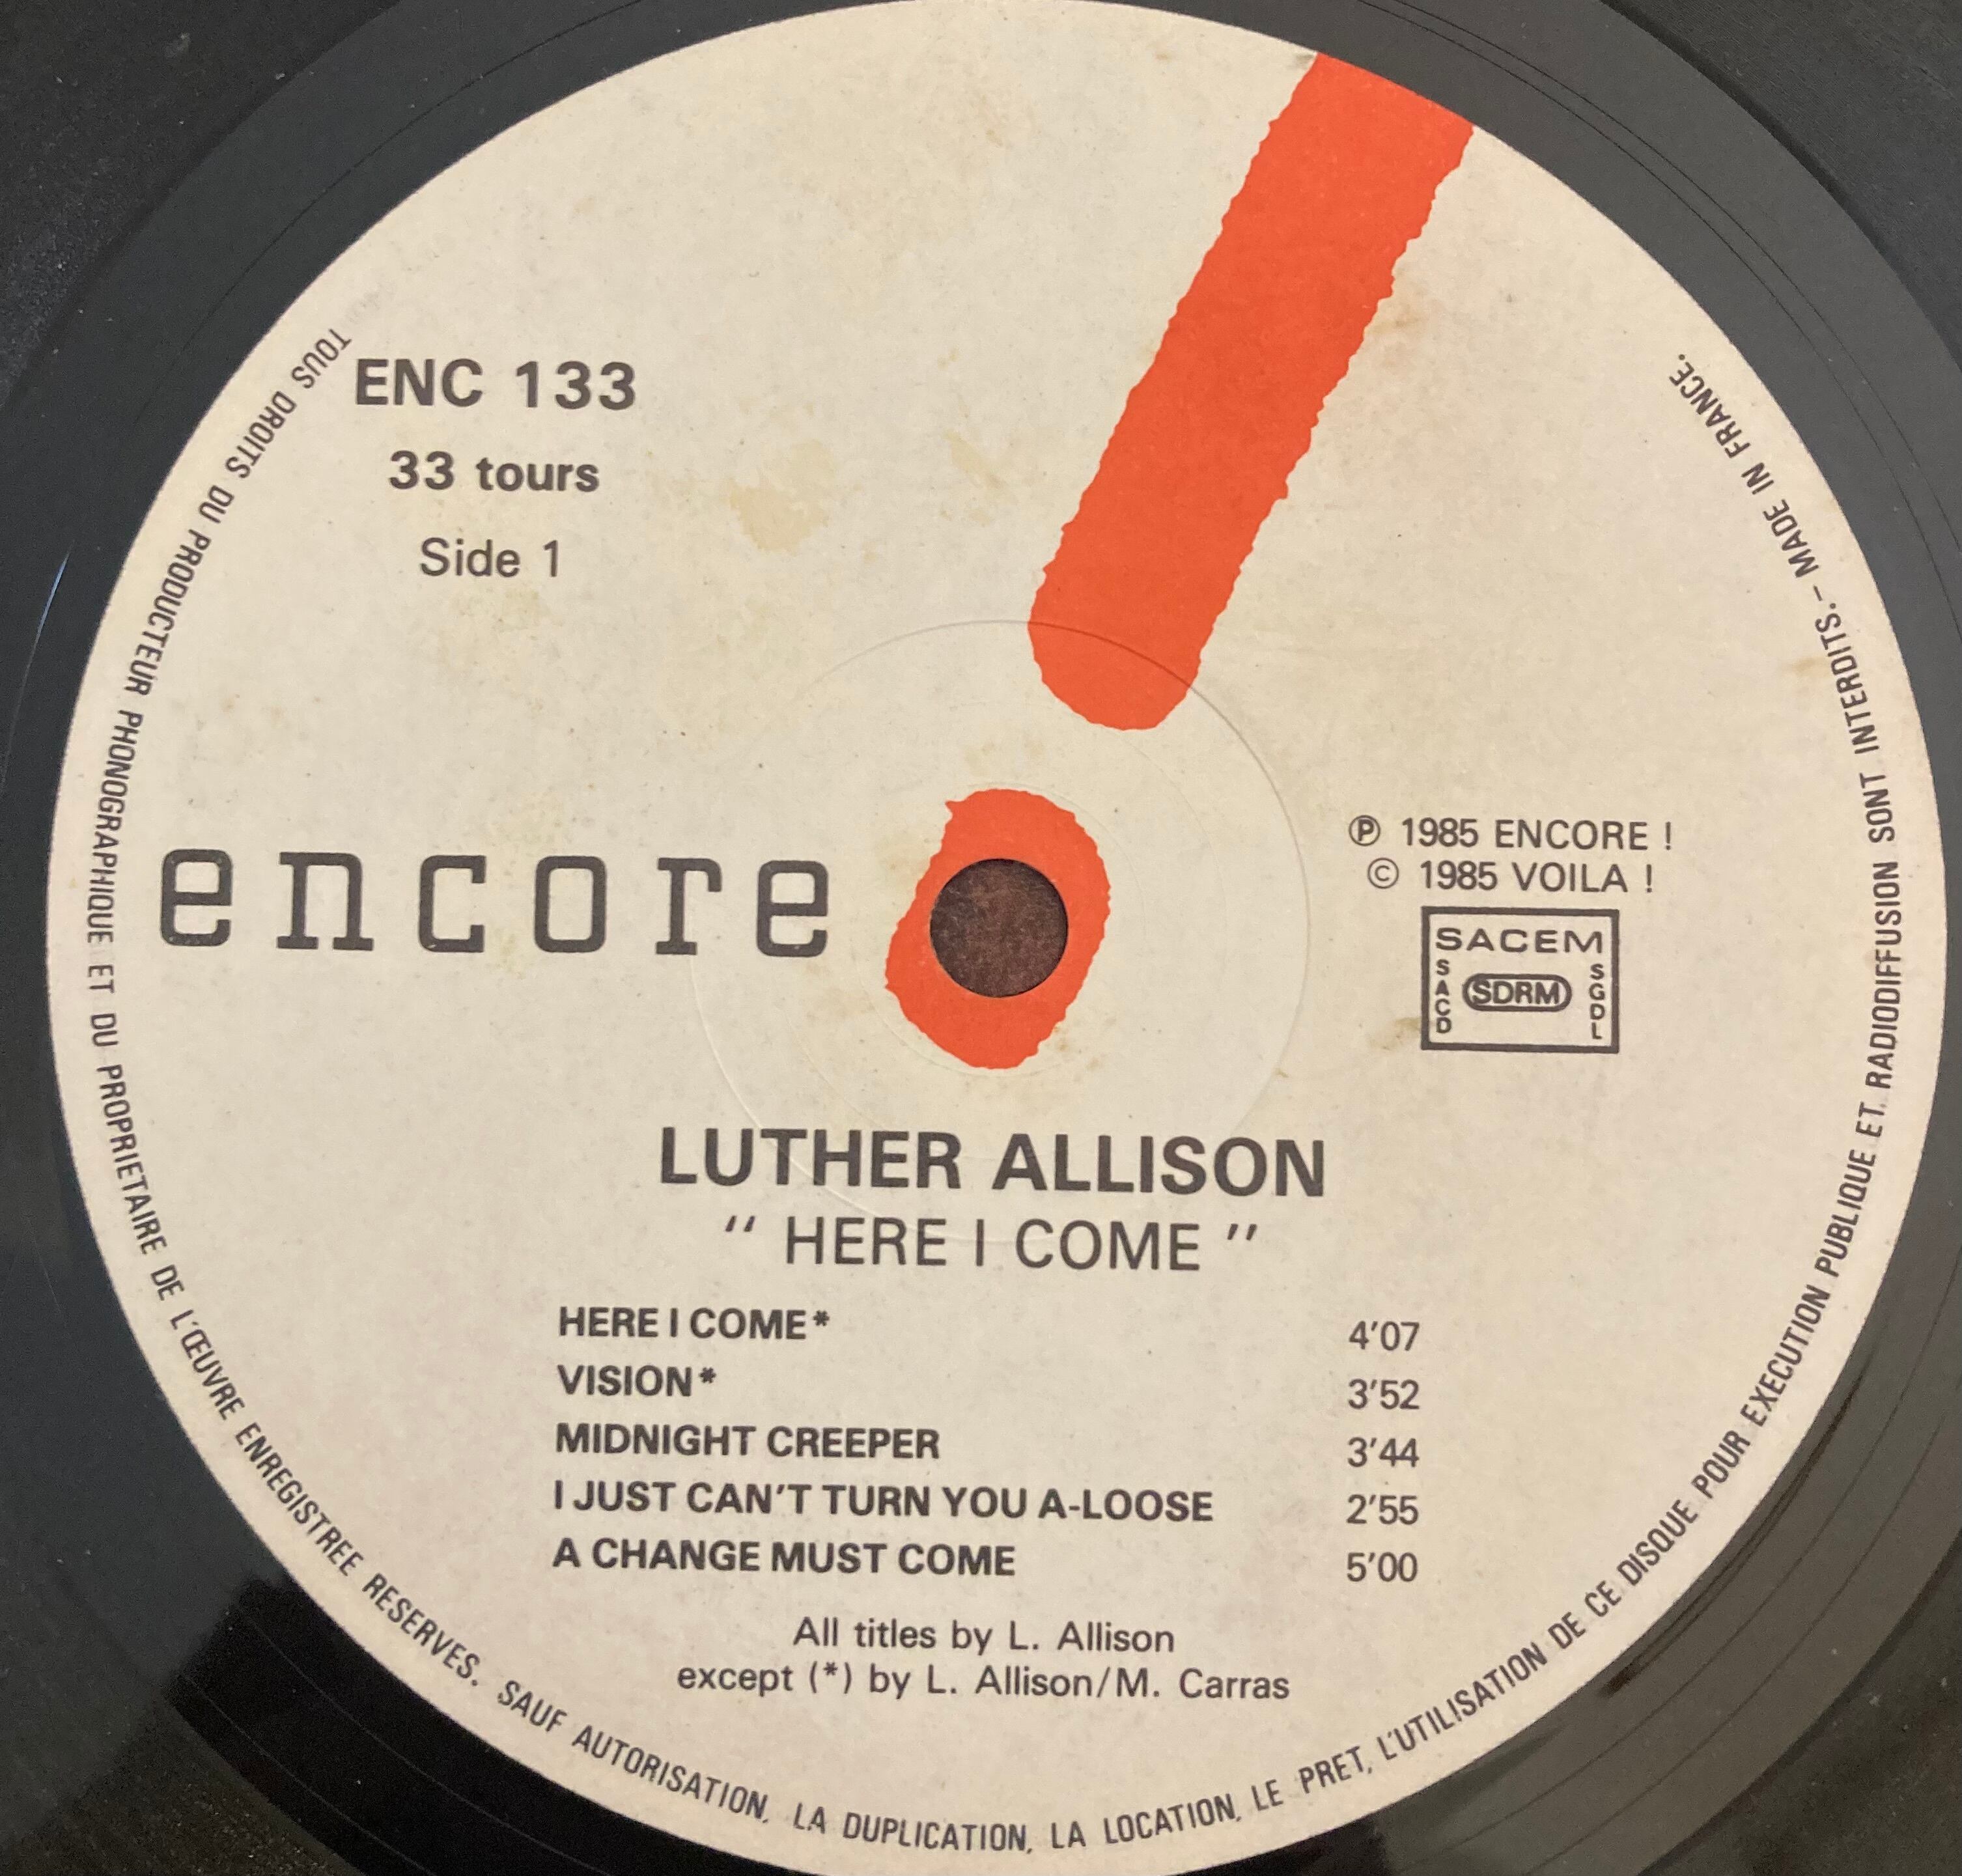 ENC 133
33 tours
Side 1
encore
Ⓟ 1985 ENCORE !
© 1985 VOILA !
SACEM
SACD
SDRM
SGDL
LUTHER ALLISON
" HERE I COME "
HERE I COME* 4'07
VISION* 3'52
MIDNIGHT CREEPER 3'44
I JUST CAN'T TURN YOU A-LOOSE 2'55
A CHANGE MUST COME 5'00
All titles by L. Allison
except (*) by L. Allison/M. Carras
TOUS DROITS DU PRODUCTEUR PHONOGRAPHIQUE ET DU PROPRIETAIRE DE L'ŒUVRE ENREGISTREE RESERVES. SAUF AUTORISATION, LA DUPLICATION, LA LOCATION, LE PRET, L'UTILISATION DE CE DISQUE POUR EXECUTION PUBLIQUE ET RADIODIFFUSION SONT INTERDITS.- MADE IN FRANCE.